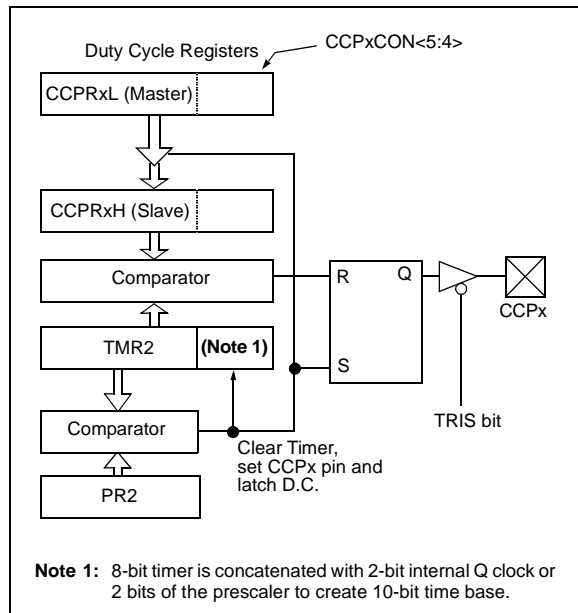 Duty Cycle Registers
CCPxCON<5:4>
CCPRxL (Master)
CCPRxH (Slave)
Comparator
R
Q
CCPx
TMR2
(Note 1)
S
TRIS bit
Comparator
Clear Timer,
set CCPx pin and
latch D.C.
PR2
Note 1: 8-bit timer is concatenated with 2-bit internal Q clock or
2 bits of the prescaler to create 10-bit time base.